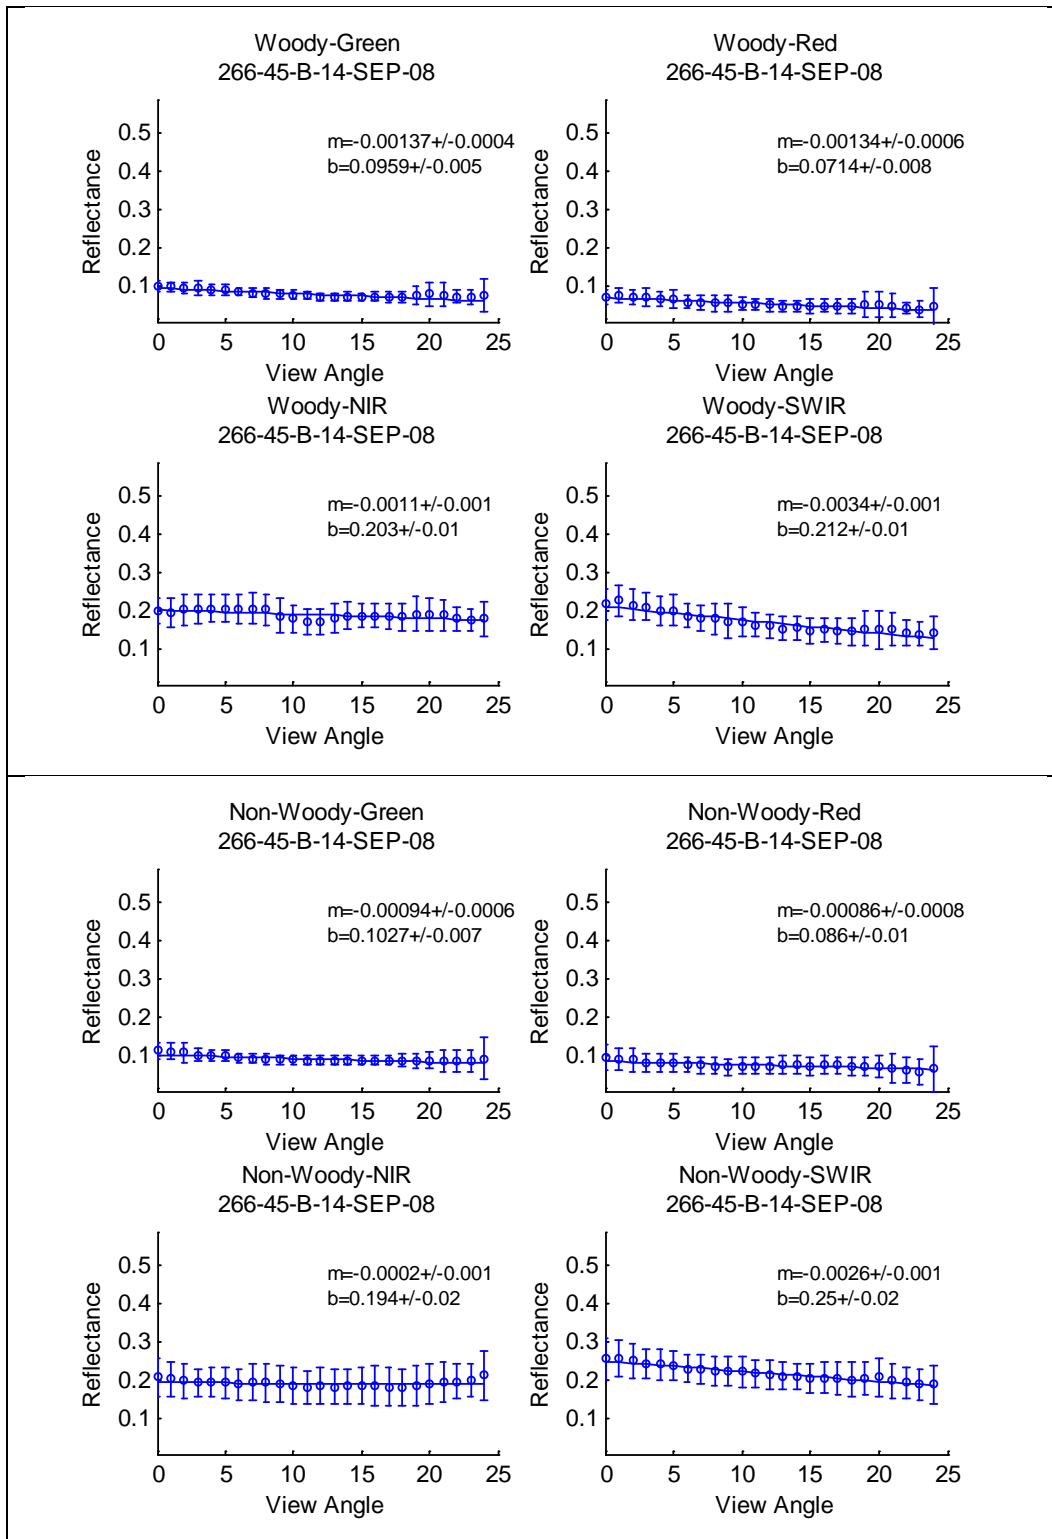 Woody-Green
266-45-B-14-SEP-08
m=-0.00137+/-0.0004
b=0.0959+/-0.005
0.5
0.4
0.3
0.2
0.1
Reflectance
0 5 10 15 20 25
View Angle
Woody-Red
266-45-B-14-SEP-08
m=-0.00134+/-0.0006
b=0.0714+/-0.008
0.5
0.4
0.3
0.2
0.1
Reflectance
0 5 10 15 20 25
View Angle
Woody-NIR
266-45-B-14-SEP-08
m=-0.0011+/-0.001
b=0.203+/-0.01
0.5
0.4
0.3
0.2
0.1
Reflectance
0 5 10 15 20 25
View Angle
Woody-SWIR
266-45-B-14-SEP-08
m=-0.0034+/-0.001
b=0.212+/-0.01
0.5
0.4
0.3
0.2
0.1
Reflectance
0 5 10 15 20 25
View Angle
Non-Woody-Green
266-45-B-14-SEP-08
m=-0.00094+/-0.0006
b=0.1027+/-0.007
0.5
0.4
0.3
0.2
0.1
Reflectance
0 5 10 15 20 25
View Angle
Non-Woody-Red
266-45-B-14-SEP-08
m=-0.00086+/-0.0008
b=0.086+/-0.01
0.5
0.4
0.3
0.2
0.1
Reflectance
0 5 10 15 20 25
View Angle
Non-Woody-NIR
266-45-B-14-SEP-08
m=-0.0002+/-0.001
b=0.194+/-0.02
0.5
0.4
0.3
0.2
0.1
Reflectance
0 5 10 15 20 25
View Angle
Non-Woody-SWIR
266-45-B-14-SEP-08
m=-0.0026+/-0.001
b=0.25+/-0.02
0.5
0.4
0.3
0.2
0.1
Reflectance
0 5 10 15 20 25
View Angle